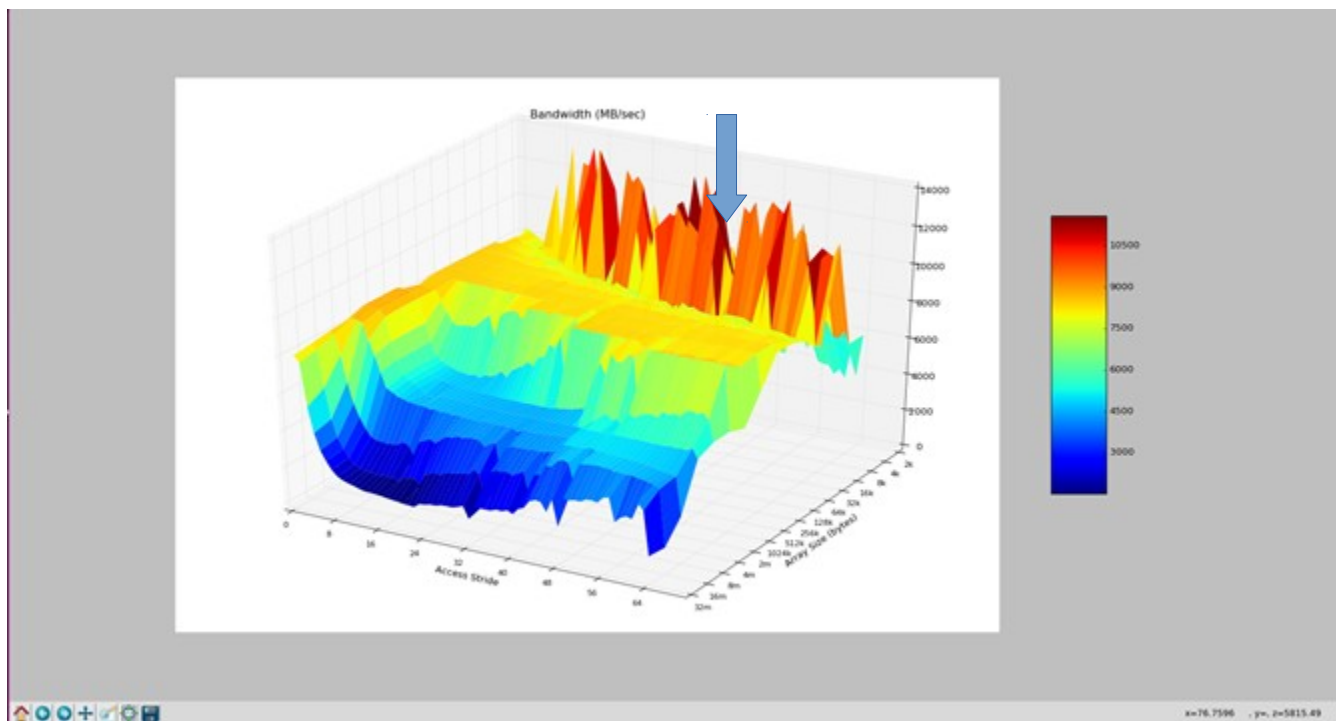 Bandwidth (MB/sec)
14000
12000
10000
8000
6000
4000
2000
0
10500
9000
7500
6000
4500
3000
0
8
16
24
32
40
48
56
64
Access Stride
2k
4k
8k
16k
32k
64k
128k
256k
512k
1024k
2m
4m
8m
16m
32m
Array Size (bytes)
x=76.7596 , y=, z=5815.49